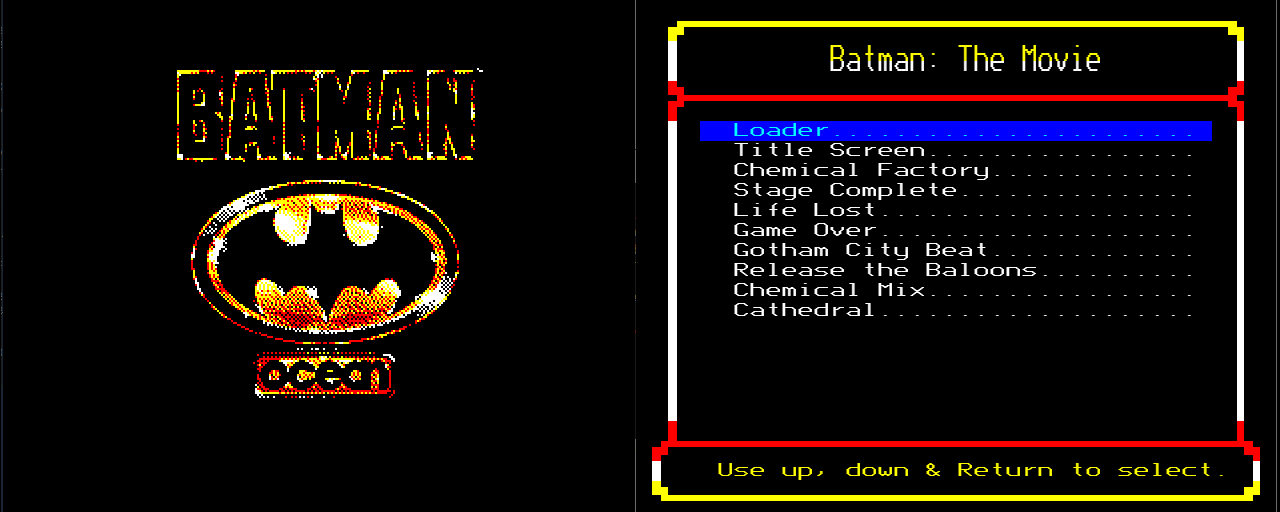 BATMAN
ocean
Batman: The Movie
Loader.......................
Title Screen.................
Chemical Factory.............
Stage Complete...............
Life Lost....................
Game Over....................
Gotham City Beat.............
Release the Baloons..........
Chemical Mix.................
Cathedral....................
Use up, down & Return to select.